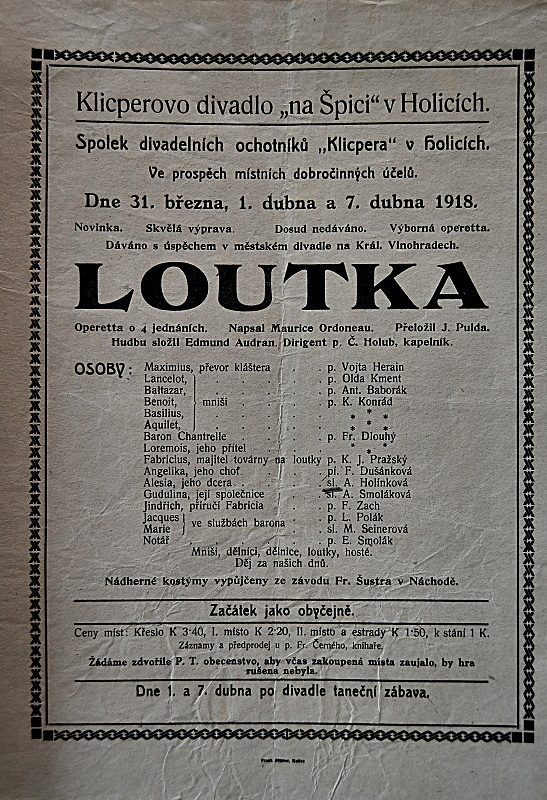 Klicperovo divadlo „na Špici“ v Holicích.
Spolek divadelních ochotníků „Klicpera“ v Holicích.
Ve prospěch místních dobročinných účelů.
Dne 31. března, 1. dubna a 7. dubna 1918.
Novinka. Skvělá výprava. Dosud nedáváno. Výborná operetta.
Dáváno s úspěchem v městském divadle na Král. Vinohradech.
LOUTKA
Operetta o 4 jednáních. Napsal Maurice Ordoneau. Přeložil J. Pulda.
Hudbu složil Edmund Audran. Dirigent p. Č. Holub, kapelník.
OSOBY: Maximius, převor kláštera . . . p. Vojta Herain
Lancelot, . . . . p. Olda Kment
Baltazar, . . . . p. Ant. Baborák
Benoit, mniši . . . . p. K. Konrád
Basilius, . . . . * * *
Aquilet, . . . . * * *
Baron Chantrelle . . . . p. Fr. Dlouhý
Loremois, jeho přítel . . . . * * *
Fabricius, majitel továrny na loutky p. K. J. Pražský
Angelika, jeho choť . . . . pí. F. Dušánková
Alesia, jeho dcera . . . . sl. A. Holinková
Gudulina, její společnice . . . sl. A. Smoláková
Jindřich, příručí Fabricia . . . p. F. Zach
Jacques . . . p. L. Polák
ve službách barona
Marie . . . sl. M. Seinerová
Notář . . . . p. E. Smolák
Mniši, dělníci, dělnice, loutky, hosté.
Děj za našich dnů.
Nádherné kostýmy vypůjčeny ze závodu Fr. Šustra v Náchodě.
Začátek jako obyčejně.
Ceny míst: Křeslo K 3·40, I. místo K 2·20, II. místo a estrady K 1·50, k stání 1 K.
Záznamy a předprodej u p. Fr. Černého, knihaře.
Žádáme zdvořile P. T. obecenstvo, aby včas zakoupená místa zaujalo, by hra
rušena nebyla.
Dne 1. a 7. dubna po divadle taneční zábava.